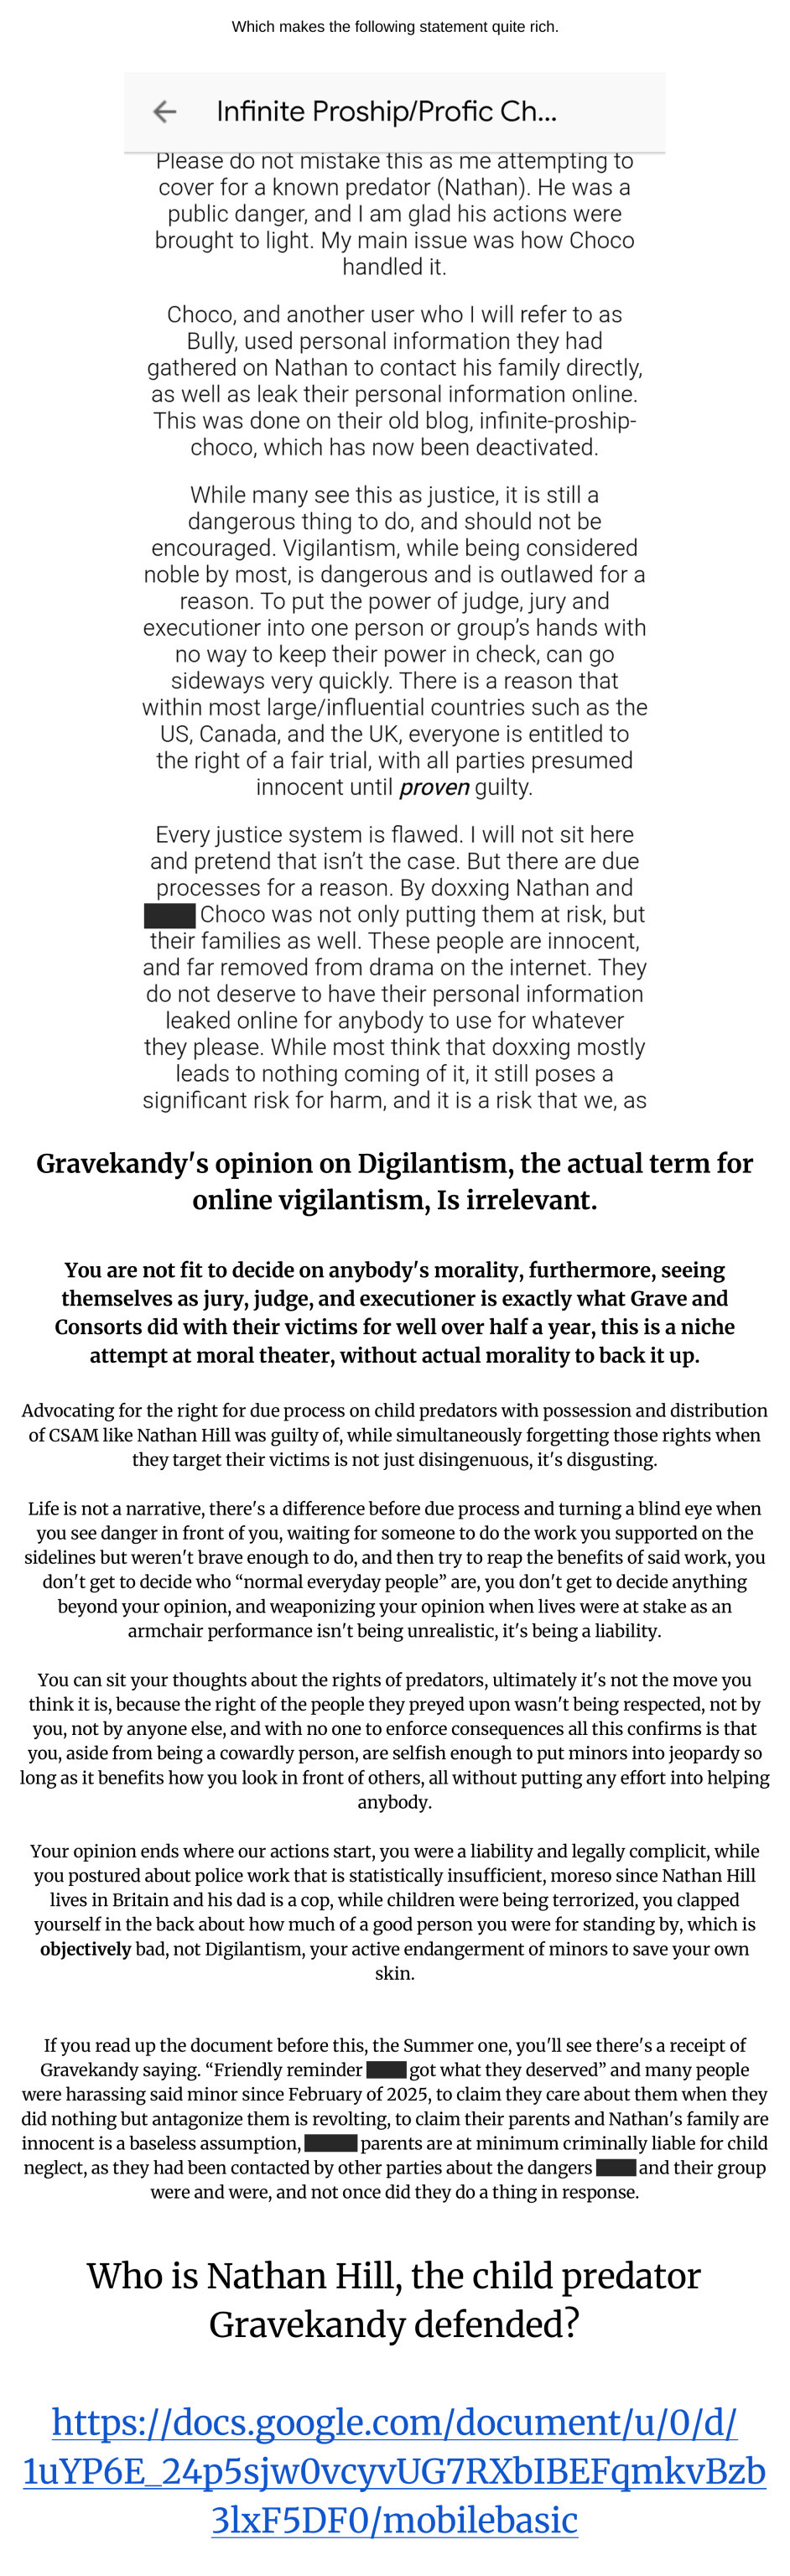 Which makes the following statement quite rich.
Infinite Proship/Profic Ch...
Please do not mistake this as me attempting to
cover for a known predator (Nathan). He was a
public danger, and I am glad his actions were
brought to light. My main issue was how Choco
handled it.
Choco, and another user who I will refer to as
Bully, used personal information they had
gathered on Nathan to contact his family directly,
as well as leak their personal information online.
This was done on their old blog, infinite-proship-
choco, which has now been deactivated.
While many see this as justice, it is still a
dangerous thing to do, and should not be
encouraged. Vigilantism, while being considered
noble by most, is dangerous and is outlawed for a
reason. To put the power of judge, jury and
executioner into one person or group's hands with
no way to keep their power in check, can go
sideways very quickly. There is a reason that
within most large/influential countries such as the
US, Canada, and the UK, everyone is entitled to
the right of a fair trial, with all parties presumed
innocent until proven guilty.
Every justice system is flawed. I will not sit here
and pretend that isn't the case. But there are due
processes for a reason. By doxxing Nathan and
Choco was not only putting them at risk, but
their families as well. These people are innocent,
and far removed from drama on the internet. They
do not deserve to have their personal information
leaked online for anybody to use for whatever
they please. While most think that doxxing mostly
leads to nothing coming of it, it still poses a
significant risk for harm, and it is a risk that we, as
Gravekandy's opinion on Digilantism, the actual term for
online vigilantism, Is irrelevant.
You are not fit to decide on anybody's morality, furthermore, seeing
themselves as jury, judge, and executioner is exactly what Grave and
Consorts did with their victims for well over half a year, this is a niche
attempt at moral theater, without actual morality to back it up.
Advocating for the right for due process on child predators with possession and distribution
of CSAM like Nathan Hill was guilty of, while simultaneously forgetting those rights when
they target their victims is not just disingenuous, it's disgusting.
Life is not a narrative, there's a difference before due process and turning a blind eye when
you see danger in front of you, waiting for someone to do the work you supported on the
sidelines but weren't brave enough to do, and then try to reap the benefits of said work, you
don't get to decide who “normal everyday people” are, you don't get to decide anything
beyond your opinion, and weaponizing your opinion when lives were at stake as an
armchair performance isn't being unrealistic, it's being a liability.
You can sit your thoughts about the rights of predators, ultimately it's not the move you
think it is, because the right of the people they preyed upon wasn't being respected, not by
you, not by anyone else, and with no one to enforce consequences all this confirms is that
you, aside from being a cowardly person, are selfish enough to put minors into jeopardy so
long as it benefits how you look in front of others, all without putting any effort into helping
anybody.
Your opinion ends where our actions start, you were a liability and legally complicit, while
you postured about police work that is statistically insufficient, moreso since Nathan Hill
lives in Britain and his dad is a cop, while children were being terrorized, you clapped
yourself in the back about how much of a good person you were for standing by, which is
objectively bad, not Digilantism, your active endangerment of minors to save your own
skin.
If you read up the document before this, the Summer one, you'll see there's a receipt of
Gravekandy saying. “Friendly reminder got what they deserved” and many people
were harassing said minor since February of 2025, to claim they care about them when they
did nothing but antagonize them is revolting, to claim their parents and Nathan's family are
innocent is a baseless assumption, parents are at minimum criminally liable for child
neglect, as they had been contacted by other parties about the dangers and their group
were and were, and not once did they do a thing in response.
Who is Nathan Hill, the child predator
Gravekandy defended?
https://docs.google.com/document/u/0/d/
1uYP6E_24p5sjw0vcyvUG7RXbIBEFqmkvBzb
3lxF5DF0/mobilebasic